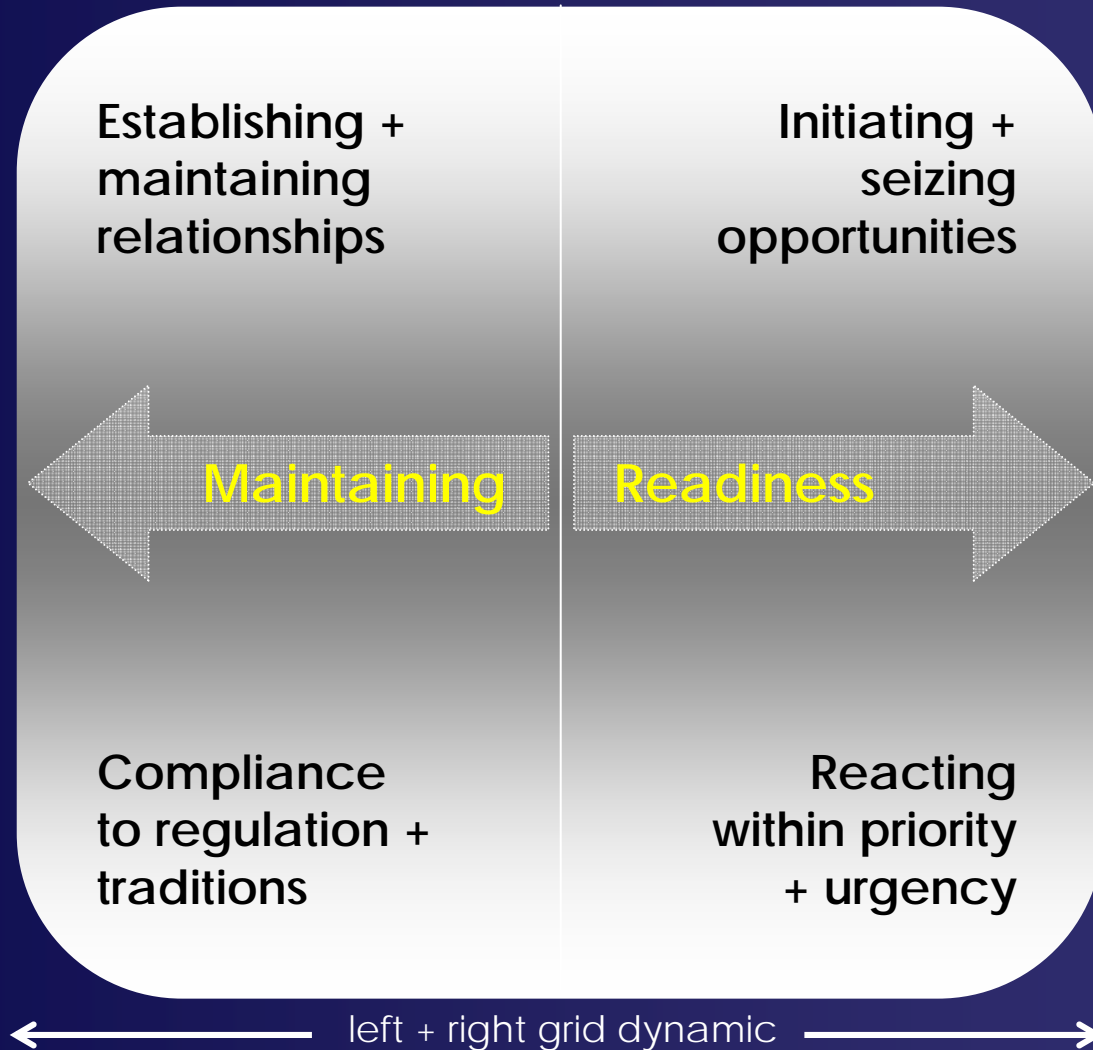 Establishing +
maintaining
relationships
Initiating +
seizing
opportunities
Maintaining
Readiness
Compliance
to regulation +
traditions
Reacting
within priority
+ urgency
left + right grid dynamic